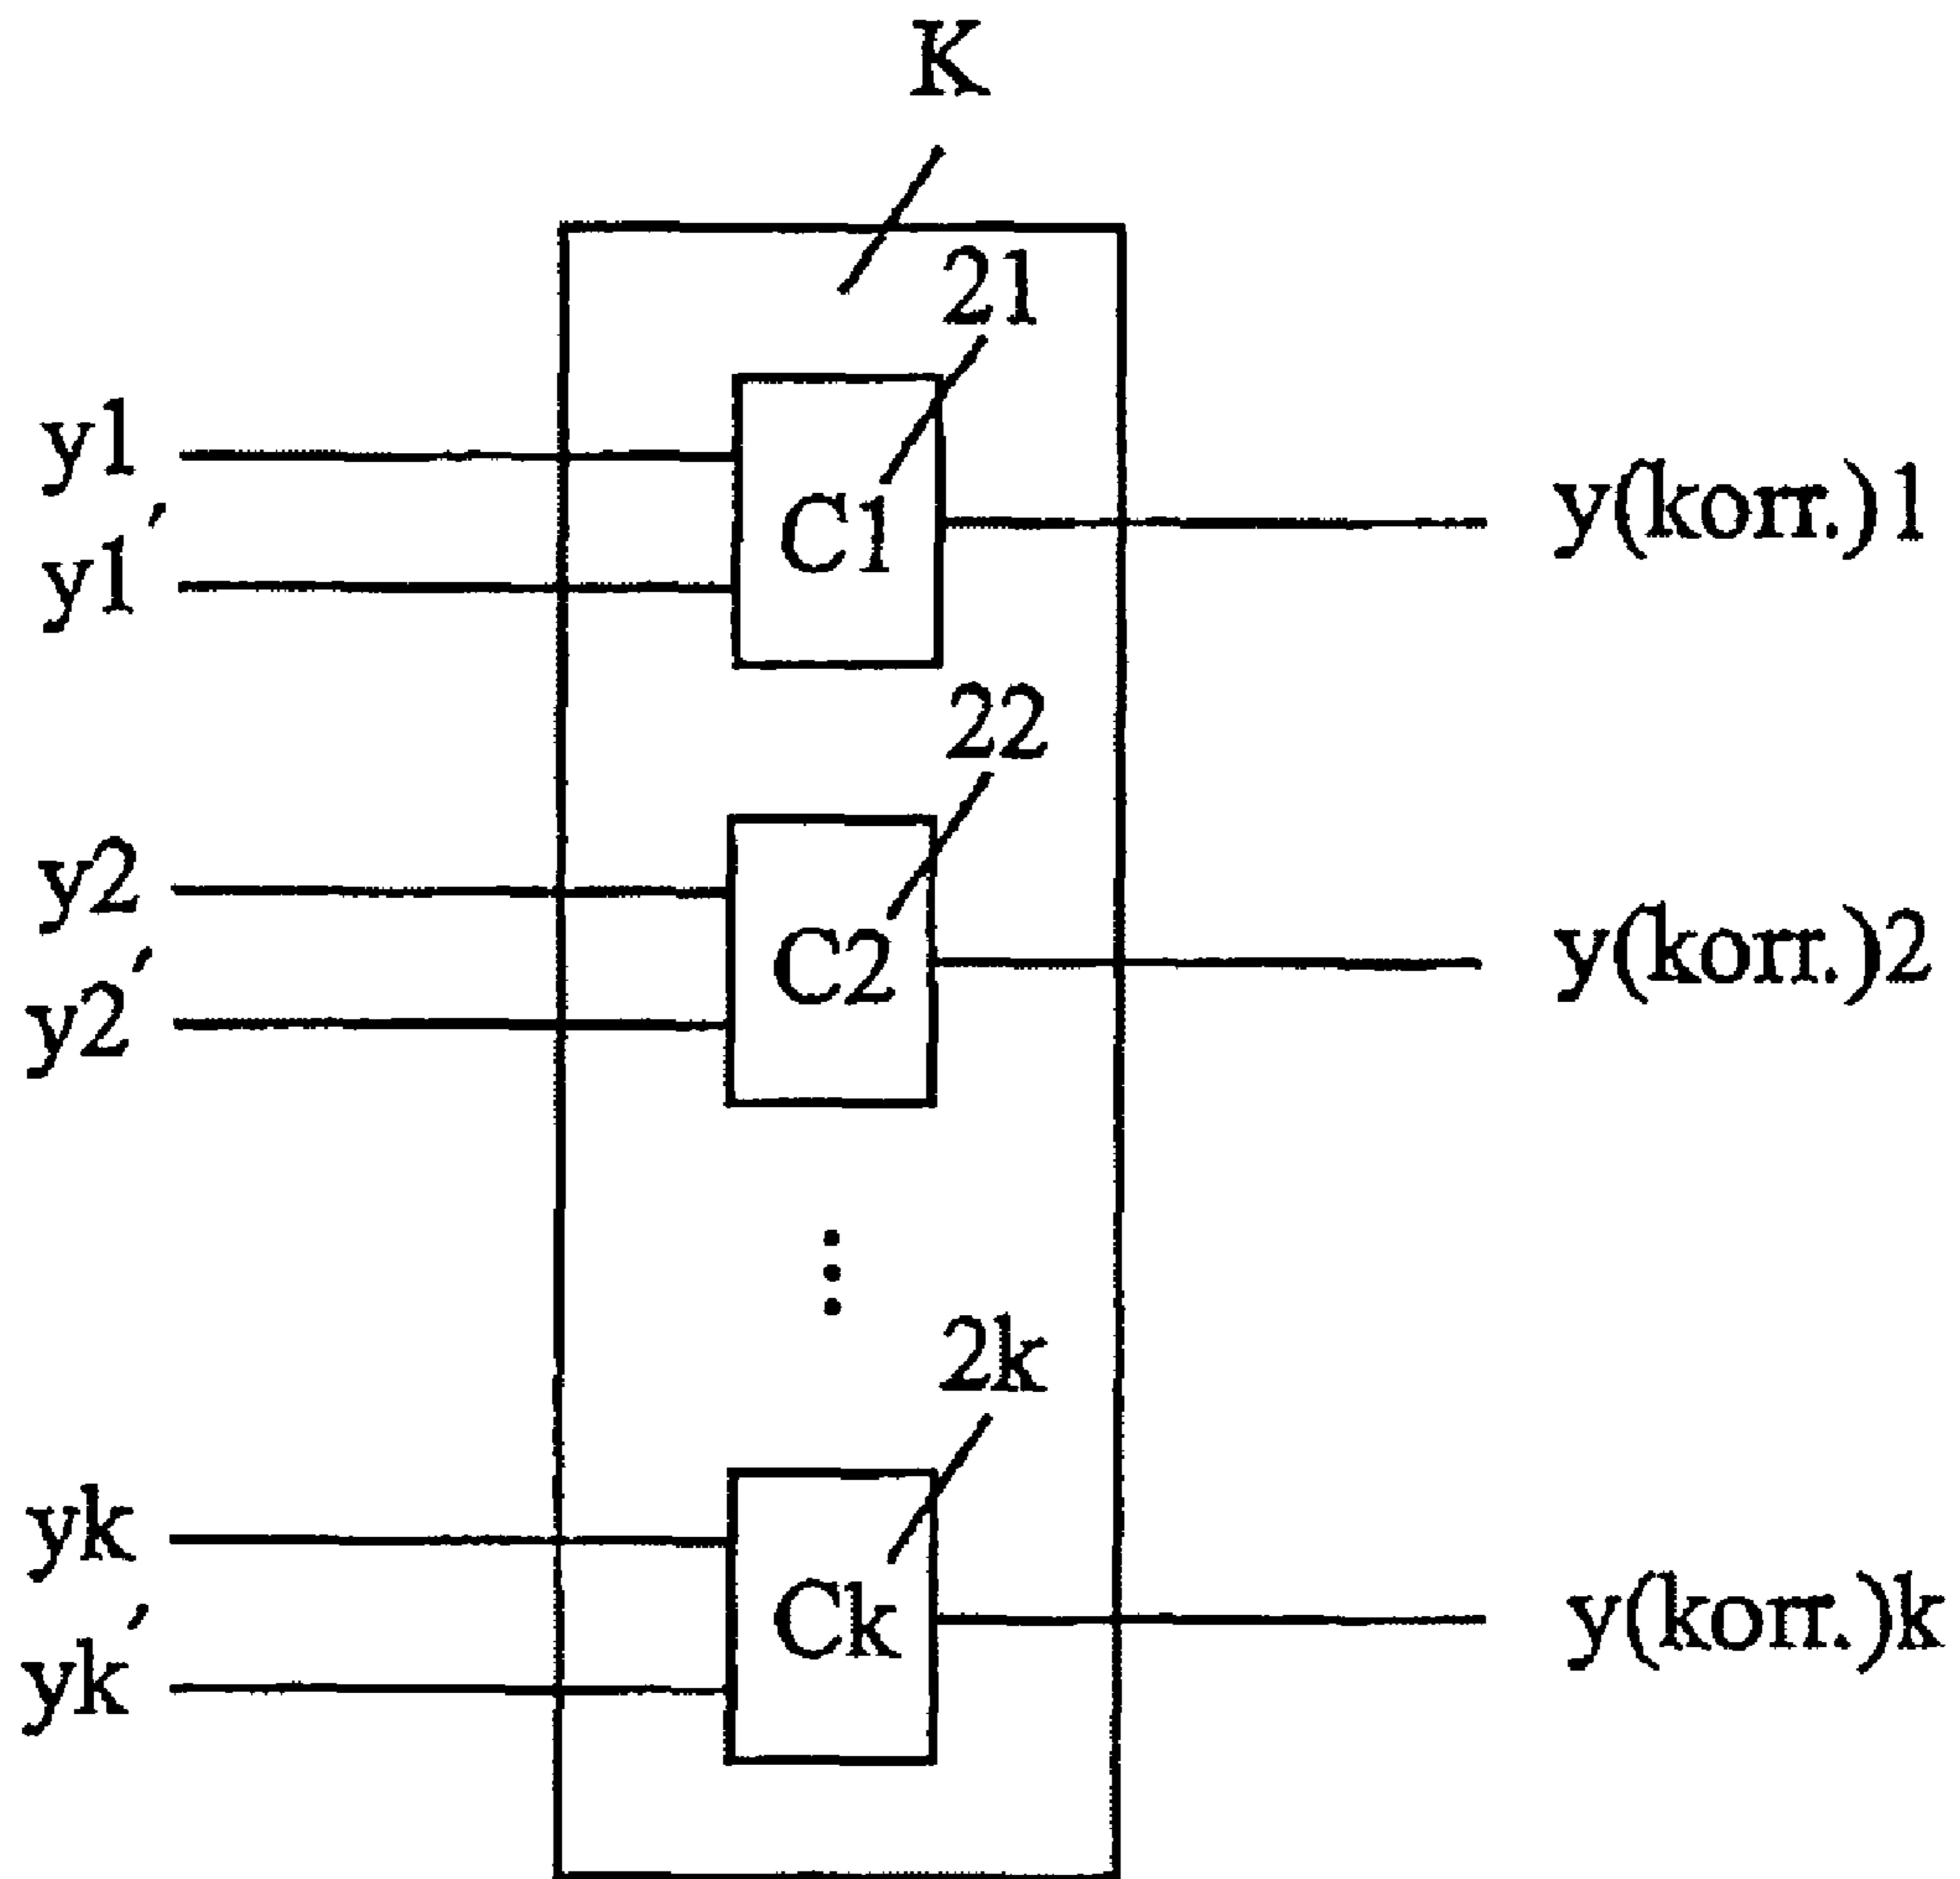 K
21
y1
y1′
C1
y(korr.)1
22
y2
y2′
C2
y(korr.)2
2k
yk
yk′
Ck
y(korr.)k